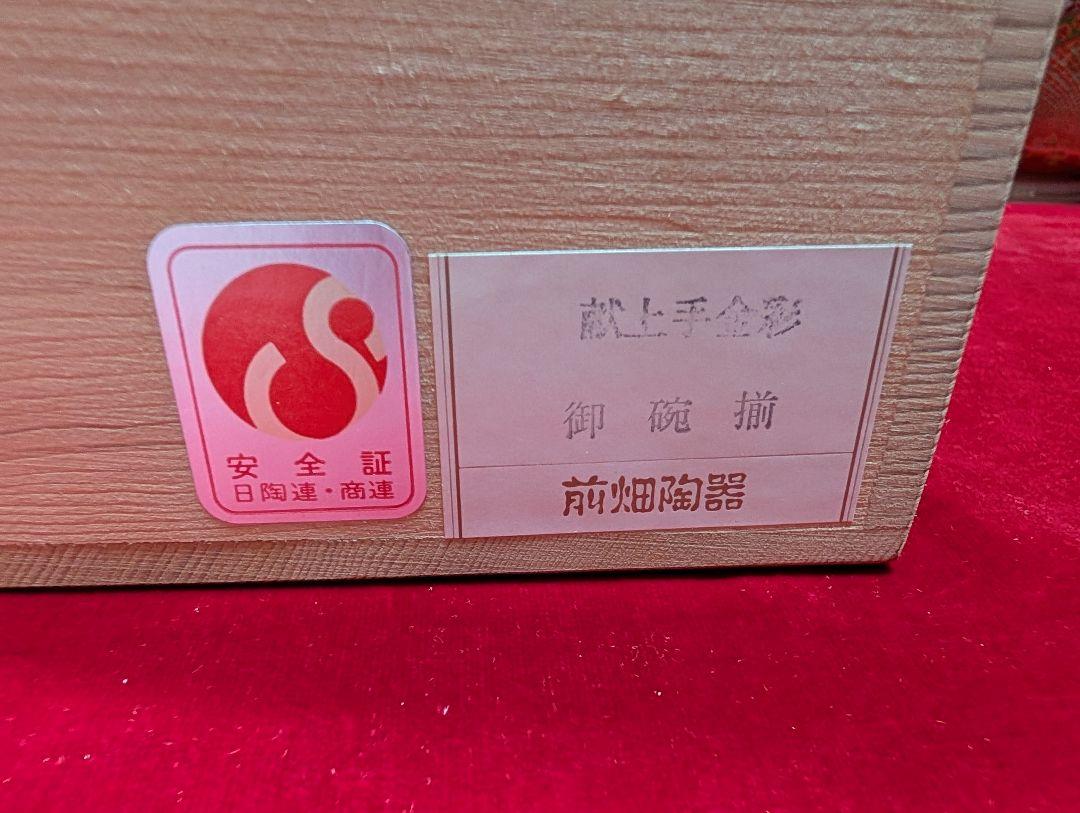 安全証
日陶連・商連
献上手金彩
御碗揃
前畑陶器